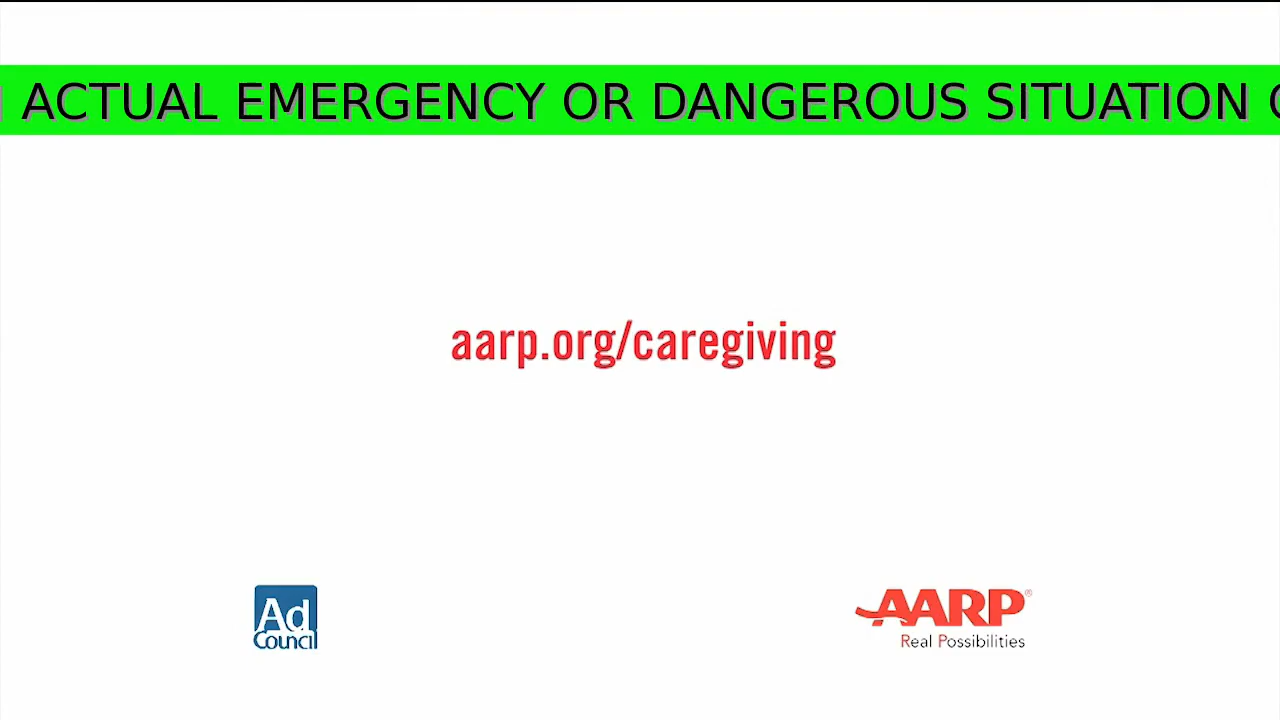 ACTUAL EMERGENCY OR DANGEROUS SITUATION
aarp.org/caregiving
Ad
Council
AARP®
Real Possibilities